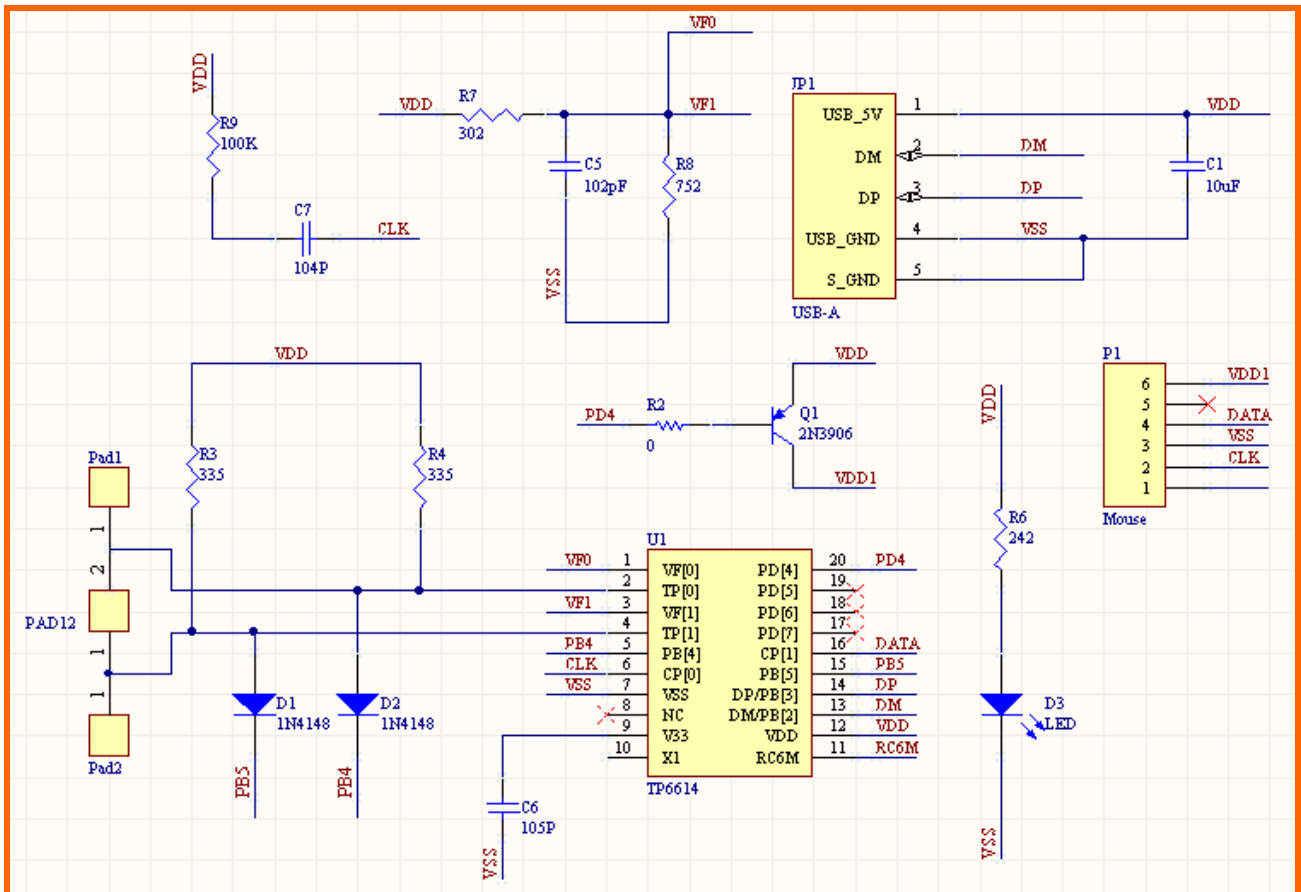 VF0
VDD
R9
100K
C7
104P
CLK
VDD
R7
302
VF1
C5
102pF
R8
752
VSS
JP1
USB_5V 1 VDD
DM 2 DM
DP 3 DP
USB_GND 4 VSS
S_GND 5
USB-A
C1
10uF
VDD
R3
335
R4
335
Pad1
1
2
PAD12
1
1
Pad2
D1
1N4148
D2
1N4148
PB5
PB4
PD4
R2
0
VDD
Q1
2N3906
VDD1
VDD
R6
242
D3
LED
VSS
P1
6 VDD1
5
4 DATA
3 VSS
2 CLK
1
Mouse
U1
VF0 1 VF[0] PD[4] 20 PD4
2 TP[0] PD[5] 19
VF1 3 VF[1] PD[6] 18
4 TP[1] PD[7] 17
PB4 5 PB[4] CP[1] 16 DATA
CLK 6 CP[0] PB[5] 15 PB5
VSS 7 VSS DP/PB[3] 14 DP
8 NC DM/PB[2] 13 DM
9 V33 VDD 12 VDD
10 X1 RC6M 11 RC6M
TP6614
C6
105P
VSS